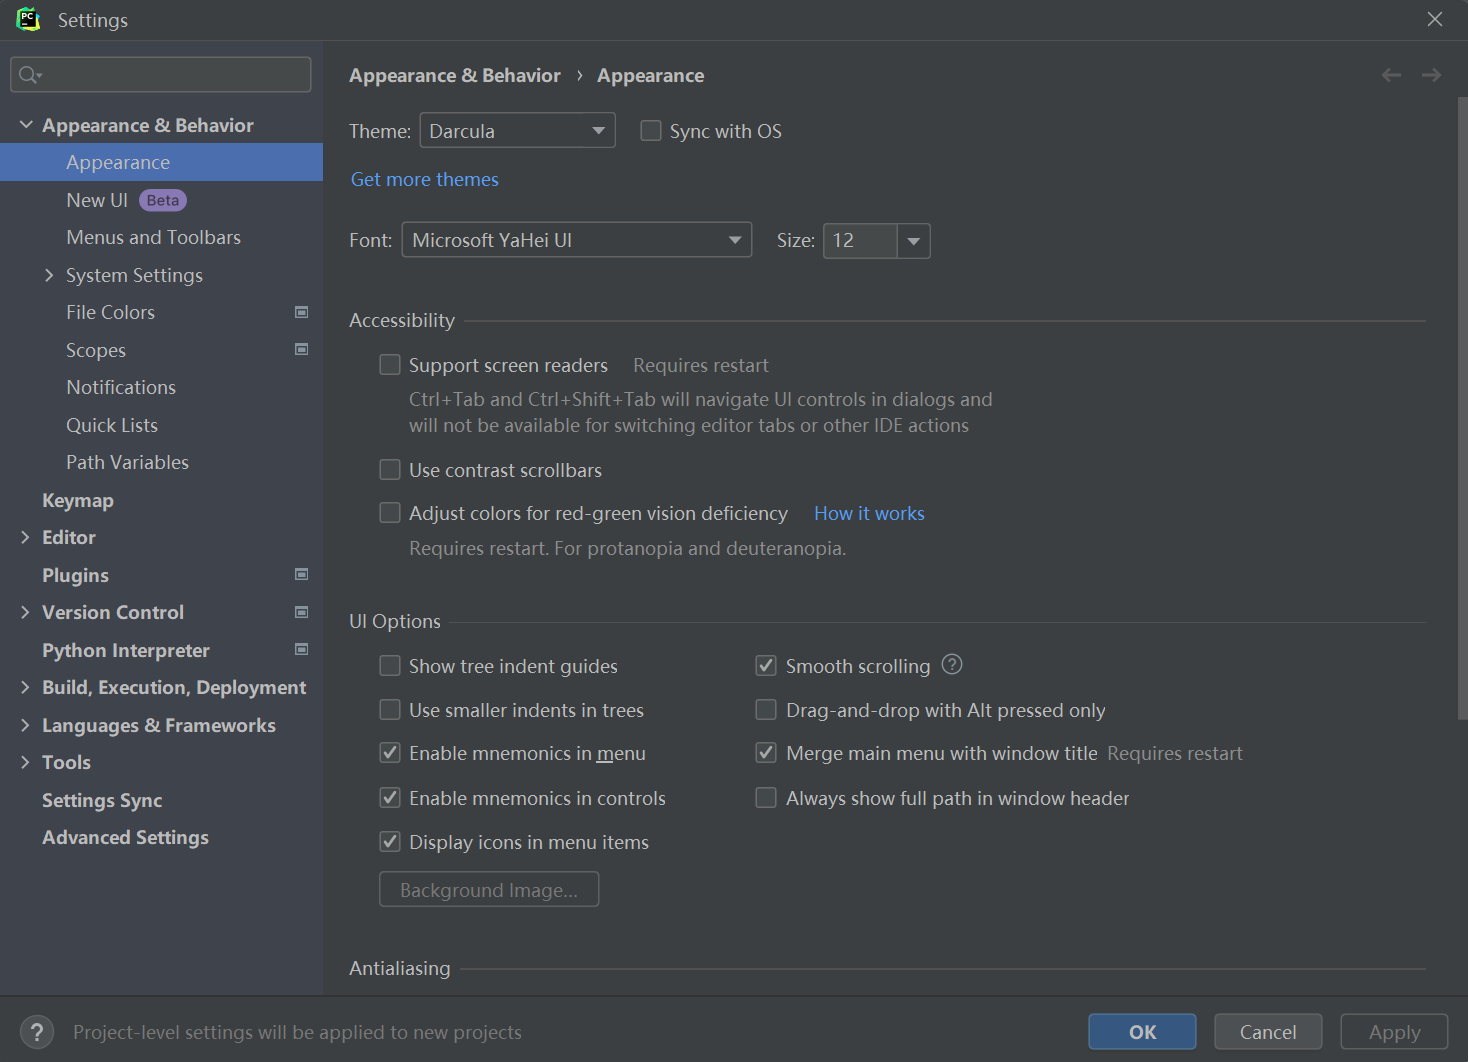 PC
Settings
Appearance & Behavior
Appearance
New UI Beta
Menus and Toolbars
System Settings
File Colors
Scopes
Notifications
Quick Lists
Path Variables
Keymap
Editor
Plugins
Version Control
Python Interpreter
Build, Execution, Deployment
Languages & Frameworks
Tools
Settings Sync
Advanced Settings
Appearance & Behavior › Appearance
Theme: Darcula Sync with OS
Get more themes
Font: Microsoft YaHei UI Size: 12
Accessibility
Support screen readers Requires restart
Ctrl+Tab and Ctrl+Shift+Tab will navigate UI controls in dialogs and
will not be available for switching editor tabs or other IDE actions
Use contrast scrollbars
Adjust colors for red-green vision deficiency How it works
Requires restart. For protanopia and deuteranopia.
UI Options
Show tree indent guides Smooth scrolling ?
Use smaller indents in trees Drag-and-drop with Alt pressed only
Enable mnemonics in menu Merge main menu with window title Requires restart
Enable mnemonics in controls Always show full path in window header
Display icons in menu items
Background Image...
Antialiasing
? Project-level settings will be applied to new projects
OK Cancel Apply